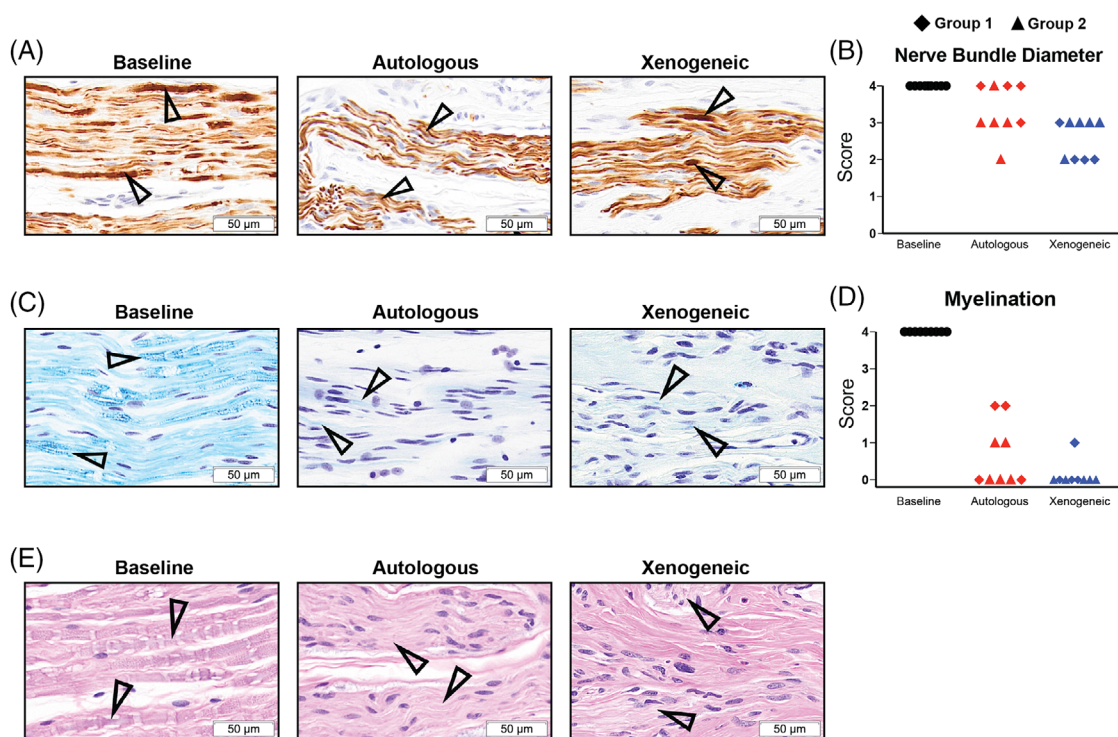 Group 1 Group 2
(A)
Baseline
Autologous
Xenogeneic
50 µm
50 µm
50 µm
(B)
Nerve Bundle Diameter
Score
4
3
2
1
0
Baseline
Autologous
Xenogeneic
(C)
Baseline
Autologous
Xenogeneic
50 µm
50 µm
50 µm
(D)
Myelination
Score
4
3
2
1
0
Baseline
Autologous
Xenogeneic
(E)
Baseline
Autologous
Xenogeneic
50 µm
50 µm
50 µm